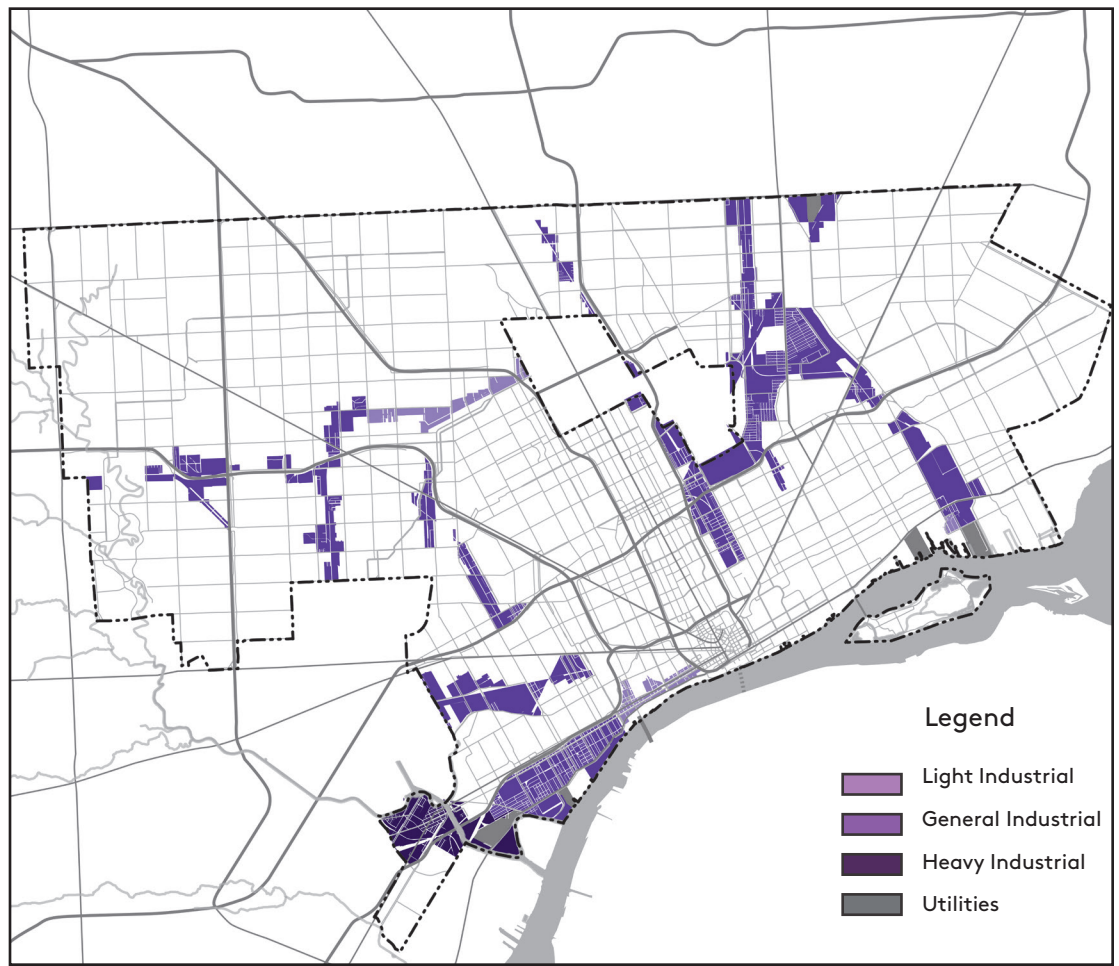 Legend
Light Industrial
General Industrial
Heavy Industrial
Utilities